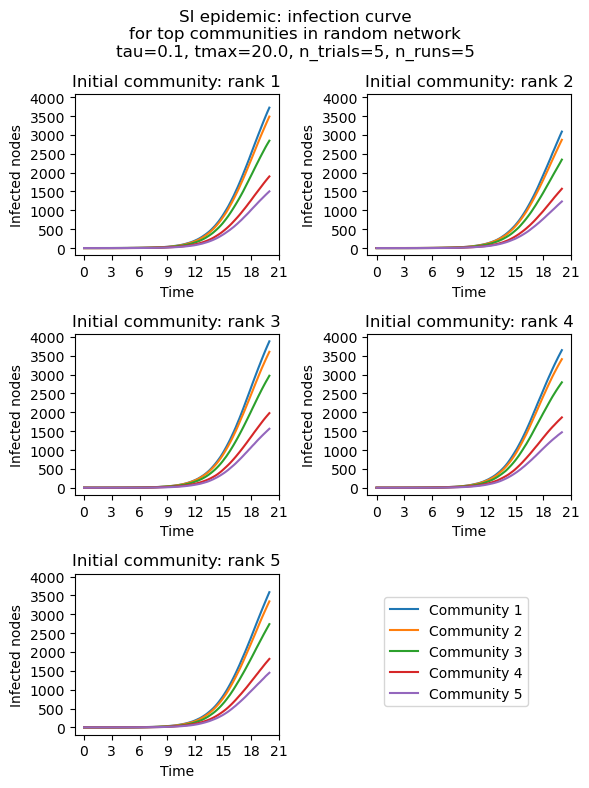 SI epidemic: infection curve
for top communities in random network
tau=0.1, tmax=20.0, n_trials=5, n_runs=5
Initial community: rank 1
Infected nodes
4000
3500
3000
2500
2000
1500
1000
500
0
0 3 6 9 12 15 18 21
Time
Initial community: rank 2
Infected nodes
4000
3500
3000
2500
2000
1500
1000
500
0
0 3 6 9 12 15 18 21
Time
Initial community: rank 3
Infected nodes
4000
3500
3000
2500
2000
1500
1000
500
0
0 3 6 9 12 15 18 21
Time
Initial community: rank 4
Infected nodes
4000
3500
3000
2500
2000
1500
1000
500
0
0 3 6 9 12 15 18 21
Time
Initial community: rank 5
Infected nodes
4000
3500
3000
2500
2000
1500
1000
500
0
0 3 6 9 12 15 18 21
Time
Community 1
Community 2
Community 3
Community 4
Community 5